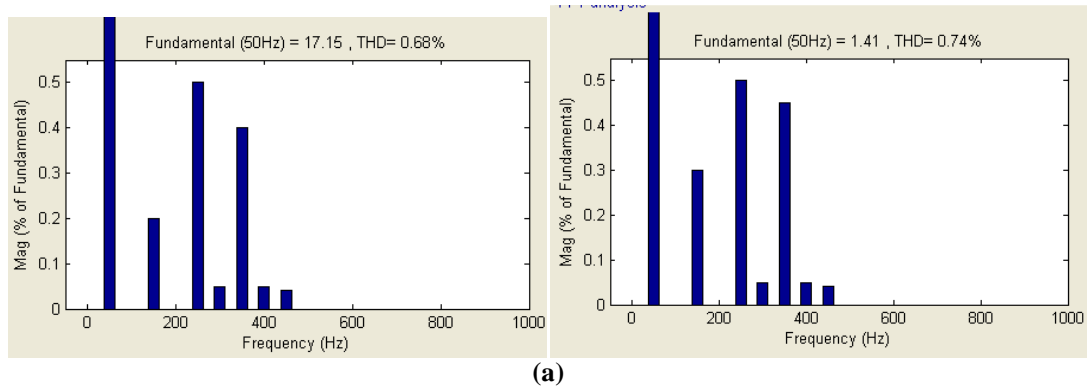 Fundamental (50Hz) = 17.15 , THD= 0.68%
Mag (% of Fundamental)
0.5
0.4
0.3
0.2
0.1
0
0 200 400 600 800 1000
Frequency (Hz)
analysis
Fundamental (50Hz) = 1.41 , THD= 0.74%
Mag (% of Fundamental)
0.5
0.4
0.3
0.2
0.1
0
0 200 400 600 800 1000
Frequency (Hz)
(a)